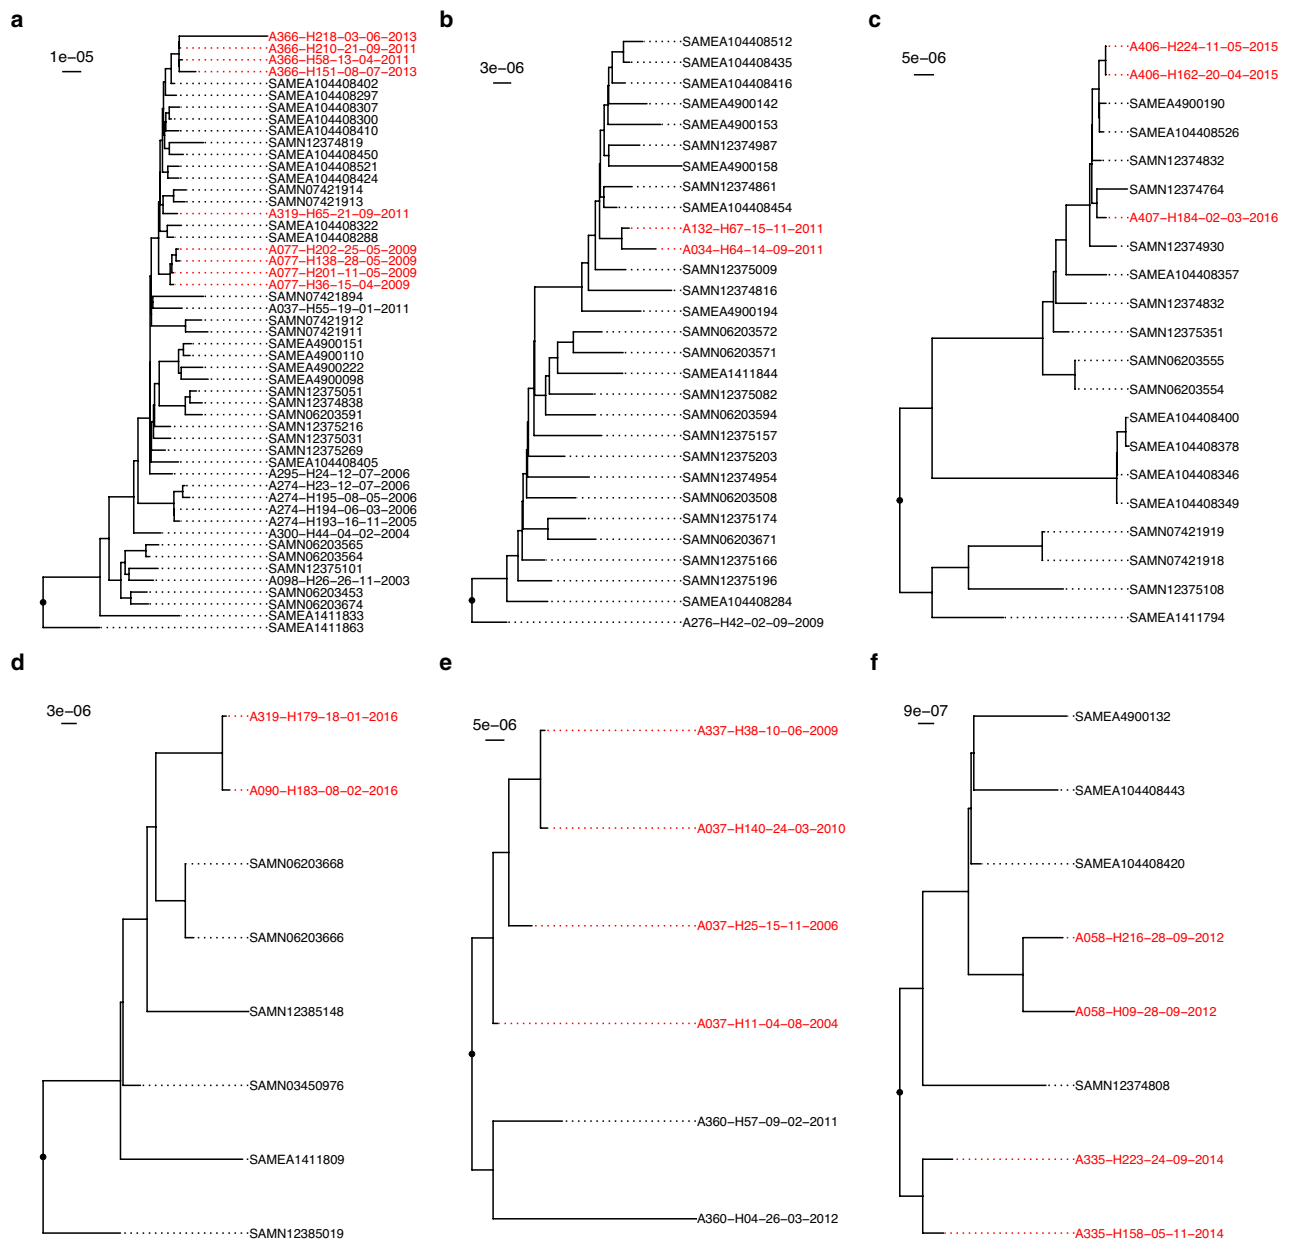 a
1e−05
A366−H218−03−06−2013
A366−H210−21−09−2011
A366−H58−13−04−2011
A366−H151−08−07−2013
SAMEA104408402
SAMEA104408297
SAMEA104408307
SAMEA104408300
SAMEA104408410
SAMN12374819
SAMEA104408450
SAMEA104408521
SAMEA104408424
SAMN07421914
SAMN07421913
A319−H65−21−09−2011
SAMEA104408322
SAMEA104408288
A077−H202−25−05−2009
A077−H138−28−05−2009
A077−H201−11−05−2009
A077−H36−15−04−2009
SAMN07421894
A037−H55−19−01−2011
SAMN07421912
SAMN07421911
SAMEA4900151
SAMEA4900110
SAMEA4900222
SAMEA4900098
SAMN12375051
SAMN12374838
SAMN06203591
SAMN12375216
SAMN12375031
SAMN12375269
SAMEA104408405
A295−H24−12−07−2006
A274−H23−12−07−2006
A274−H195−08−05−2006
A274−H194−06−03−2006
A274−H193−16−11−2005
A300−H44−04−02−2004
SAMN06203565
SAMN06203564
SAMN12375101
A098−H26−26−11−2003
SAMN06203453
SAMN06203674
SAMEA1411833
SAMEA1411863
b
3e−06
SAMEA104408512
SAMEA104408435
SAMEA104408416
SAMEA4900142
SAMEA4900153
SAMN12374987
SAMEA4900158
SAMN12374861
SAMEA104408454
A132−H67−15−11−2011
A034−H64−14−09−2011
SAMN12375009
SAMN12374816
SAMEA4900194
SAMN06203572
SAMN06203571
SAMEA1411844
SAMN12375082
SAMN06203594
SAMN12375157
SAMN12375203
SAMN12374954
SAMN06203508
SAMN12375174
SAMN06203671
SAMN12375166
SAMN12375196
SAMEA104408284
A276−H42−02−09−2009
c
5e−06
A406−H224−11−05−2015
A406−H162−20−04−2015
SAMEA4900190
SAMEA104408526
SAMN12374832
SAMN12374764
A407−H184−02−03−2016
SAMN12374930
SAMEA104408357
SAMN12374832
SAMN12375351
SAMN06203555
SAMN06203554
SAMEA104408400
SAMEA104408378
SAMEA104408346
SAMEA104408349
SAMN07421919
SAMN07421918
SAMN12375108
SAMEA1411794
d
3e−06
A319−H179−18−01−2016
A090−H183−08−02−2016
SAMN06203668
SAMN06203666
SAMN12385148
SAMN03450976
SAMEA1411809
SAMN12385019
e
5e−06
A337−H38−10−06−2009
A037−H140−24−03−2010
A037−H25−15−11−2006
A037−H11−04−08−2004
A360−H57−09−02−2011
A360−H04−26−03−2012
f
9e−07
SAMEA4900132
SAMEA104408443
SAMEA104408420
A058−H216−28−09−2012
A058−H09−28−09−2012
SAMN12374808
A335−H223−24−09−2014
A335−H158−05−11−2014